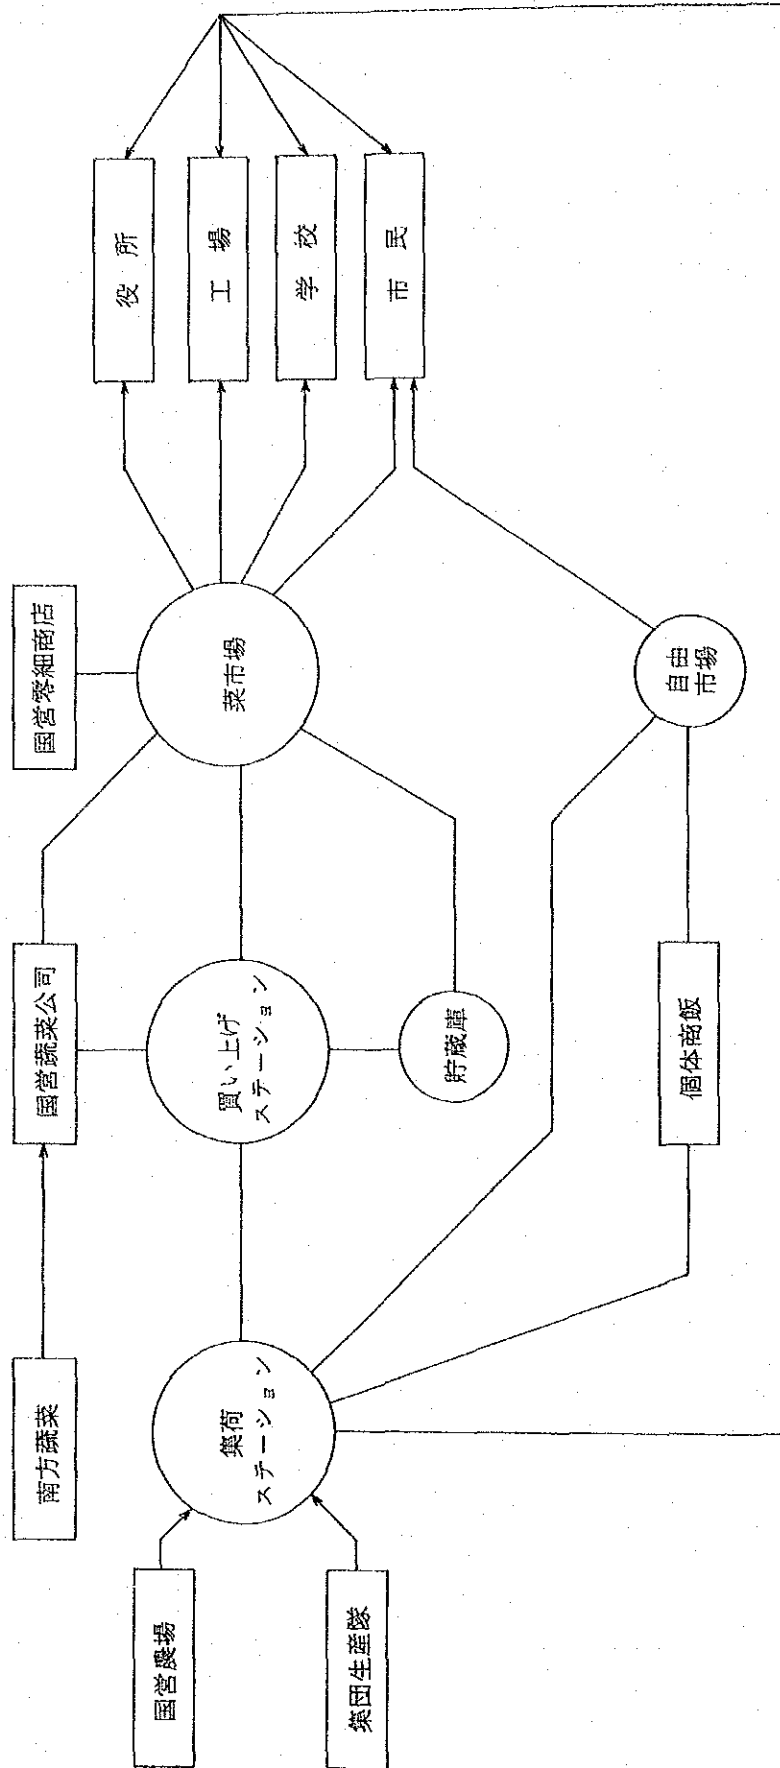 国営農場
集団生産隊
南方蔬菜
集荷
ステーション
国営蔬菜公司
買い上げ
ステーション
貯蔵庫
個体商飯
国営零細商店
菜市場
自由
市場
役所
工場
学校
市民